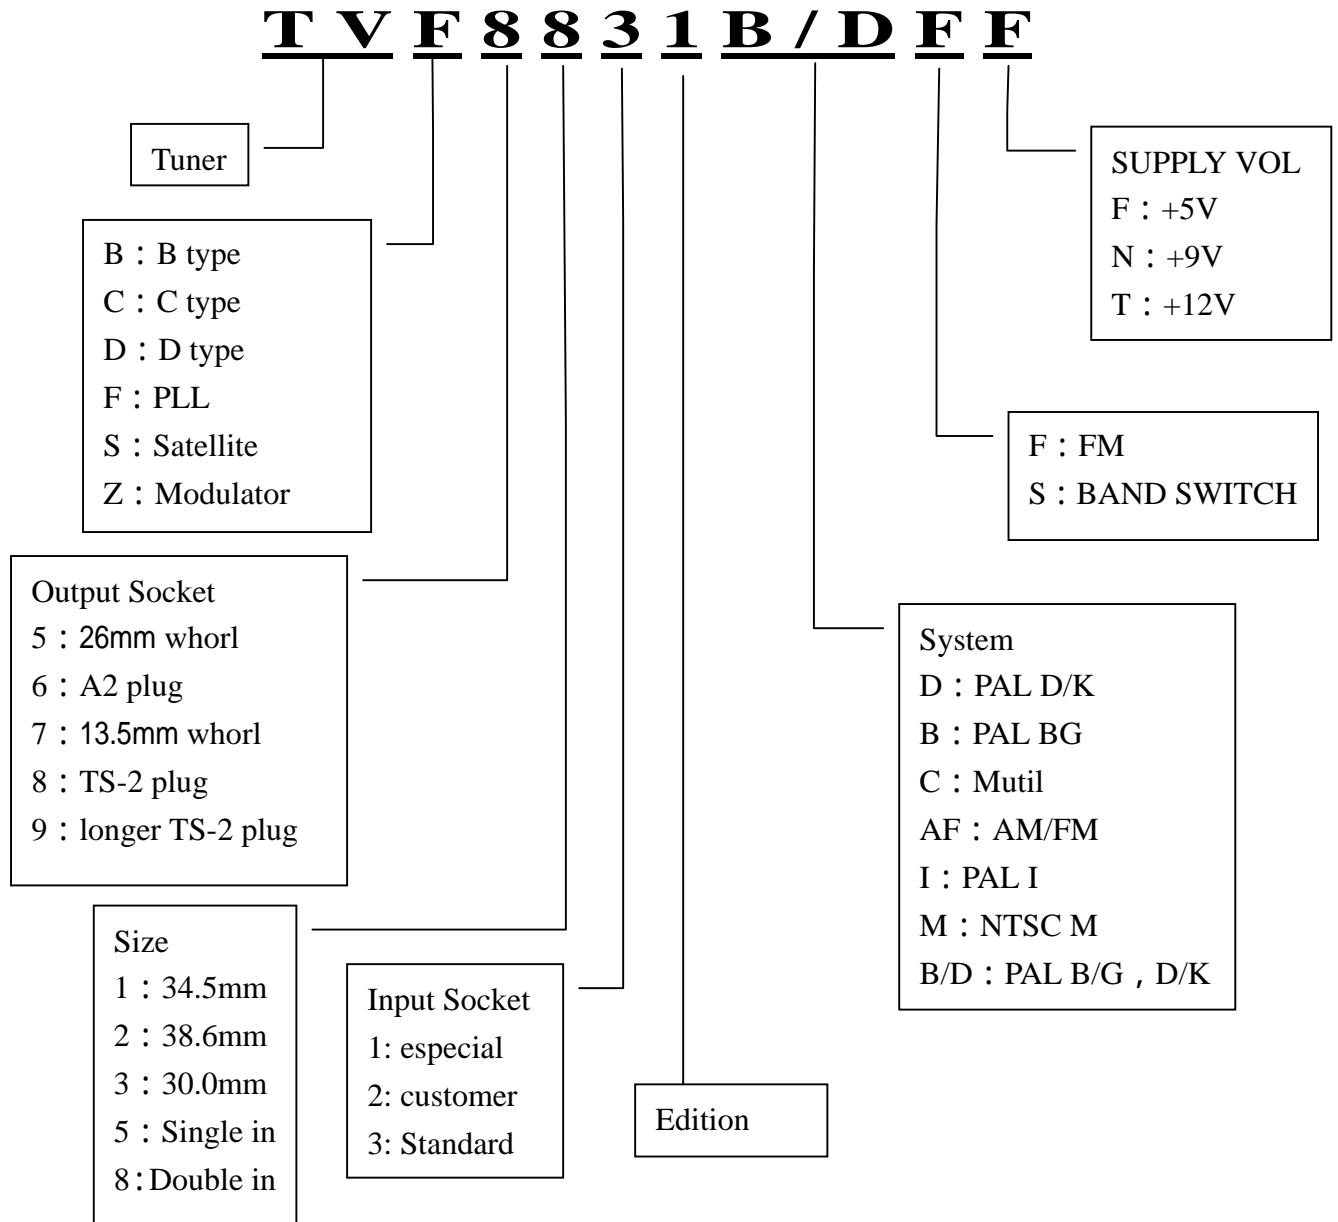 TVF8831B/DFF
Tuner
B：B type
C：C type
D：D type
F：PLL
S：Satellite
Z：Modulator
SUPPLY VOL
F：+5V
N：+9V
T：+12V
F：FM
S：BAND SWITCH
Output Socket
5：26mm whorl
6：A2 plug
7：13.5mm whorl
8：TS-2 plug
9：longer TS-2 plug
System
D：PAL D/K
B：PAL BG
C：Mutil
AF：AM/FM
I：PAL I
M：NTSC M
B/D：PAL B/G，D/K
Size
1：34.5mm
2：38.6mm
3：30.0mm
5：Single in
8：Double in
Input Socket
1: especial
2: customer
3: Standard
Edition